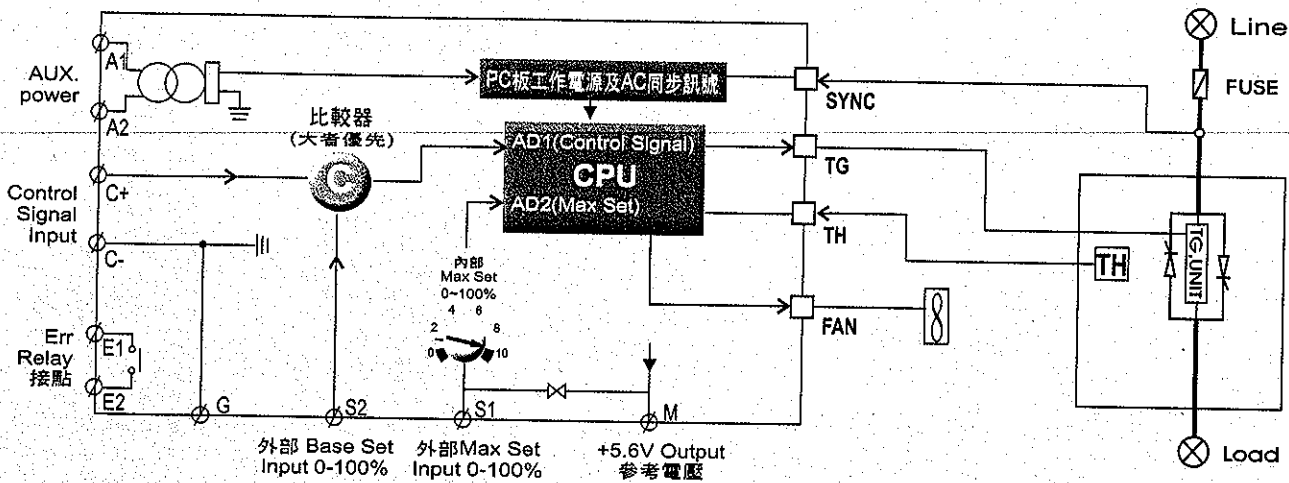 AUX.
power
A1
A2
PC板工作電源及AC同步訊號
SYNC
Line
FUSE
比較器
(大者優先)
C
AD1(Control Signal)
CPU
AD2(Max Set)
TG
TH
FAN
Control
Signal
Input
C+
C-
內部
Max Set
0~100%
4 6
2 8
0 10
TH
TG UNIT
Err
Relay
接點
E1
E2
G
S2
S1
M
外部 Base Set
Input 0-100%
外部Max Set
Input 0-100%
+5.6V Output
參考電壓
Load